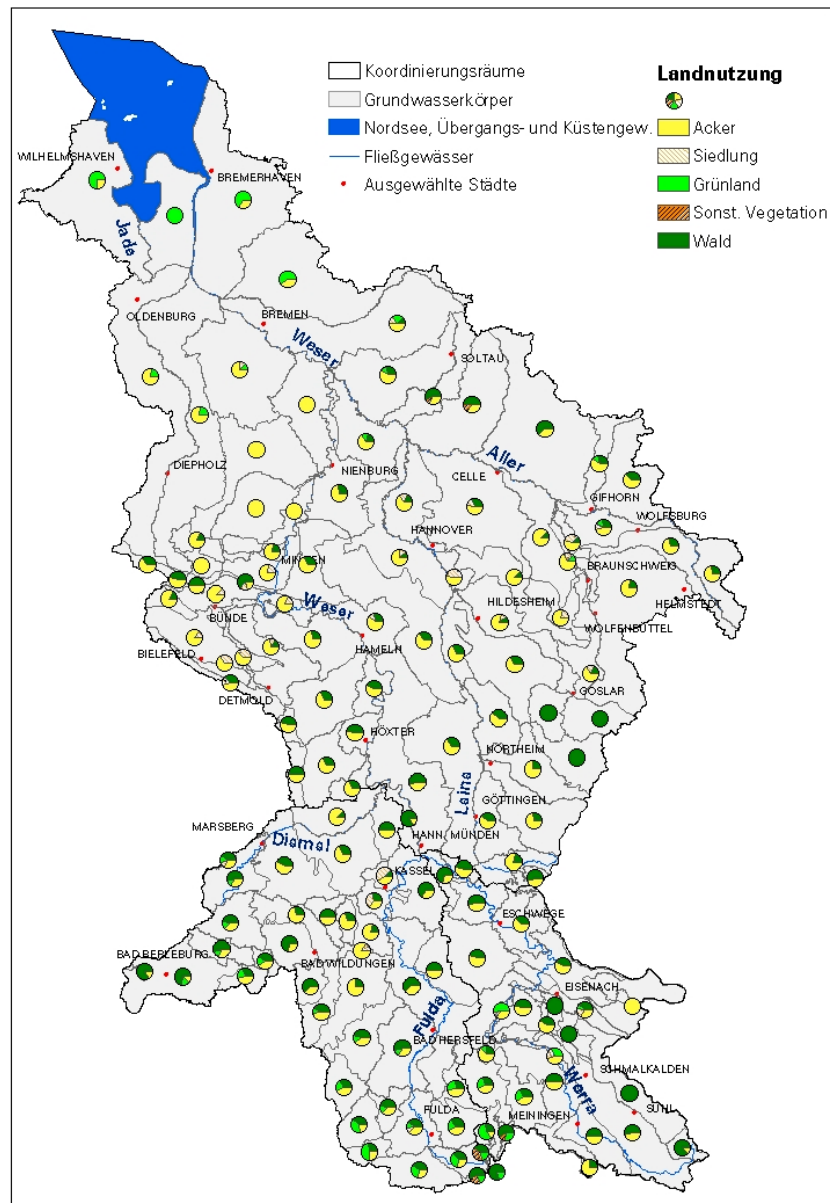 Koordinierungsräume
Grundwasserkörper
Nordsee, Übergangs- und Küstengew.
Fließgewässer
Ausgewählte Städte
Landnutzung
Acker
Siedlung
Grünland
Sonst. Vegetation
Wald
WILHELMSHAVEN
BREMERHAVEN
Jade
OLDENBURG
BREMEN
Weser
SOLTAU
DIEPHOLZ
NIENBURG
CELLE
Aller
GIFHORN
WOLFSBURG
HANNOVER
MINDEN
BRAUNSCHWEIG
HELMSTEDT
Weser
HILDESHEIM
WOLFENBÜTTEL
BÜNDE
HAMELN
BIELEFELD
DETMOLD
GOSLAR
HÖXTER
NORTHEIM
Leine
GÖTTINGEN
MARSBERG
Diemel
HANN. MÜNDEN
KASSEL
ESCHWEGE
BAD BERLEBURG
BAD WILDUNGEN
EISENACH
Fulda
BAD HERSFELD
SCHMALKALDEN
Werra
SUHL
MEININGEN
FULDA